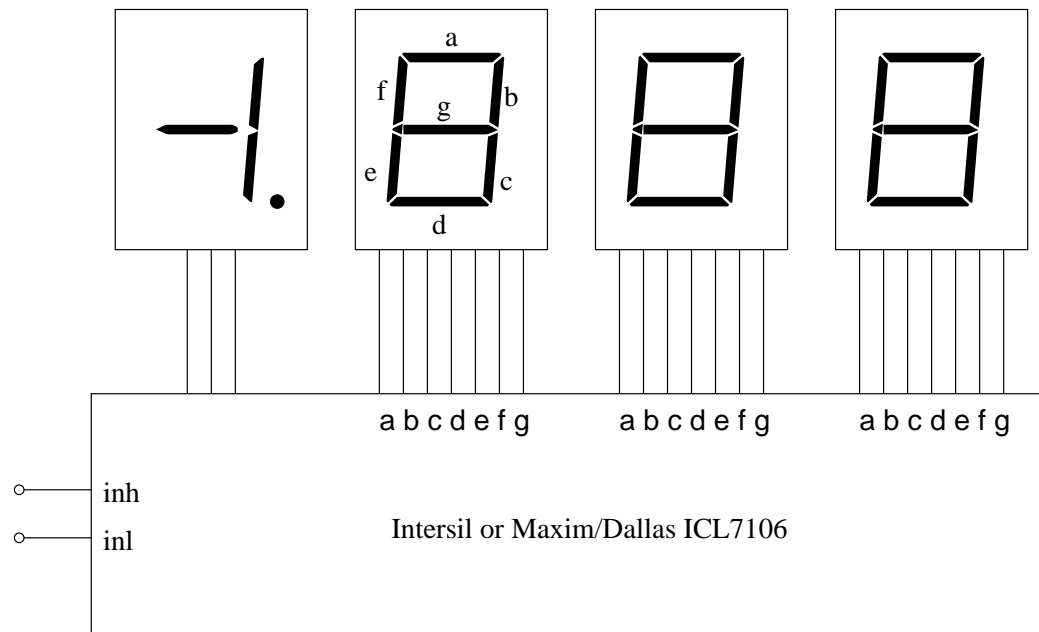 a
f
b
g
e
c
d
a b c d e f g a b c d e f g a b c d e f g
inh
Intersil or Maxim/Dallas ICL7106
inl